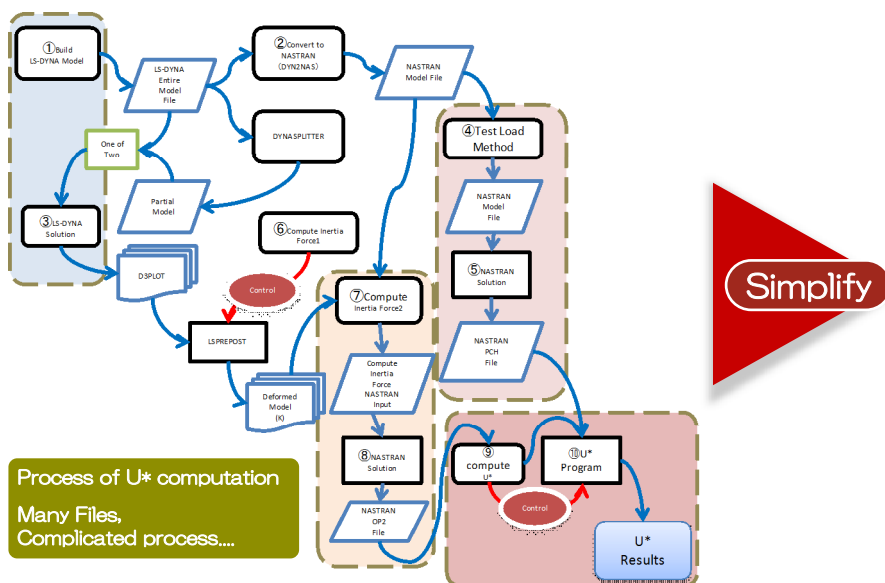 ①Build
LS-DYNA Model
LS-DYNA
Entire
Model
File
②Convert to
NASTRAN
(DYN2NAS)
NASTRAN
Model File
DYNASPLITTER
One of
Twn
Partial
Model
③LS-DYNA
Solution
D3PLOT
⑥Compute Inertia
Force1
Control
LSPREPOST
Deformed
Model
(K)
④Test Load
Method
NASTRAN
Model
File
⑤NASTRAN
Solution
NASTRAN
PCH
File
⑦Compute
Inertia Force2
Compute
Inertia
Force
NASTRAN
Input
⑧NASTRAN
Solution
NASTRAN
OP2
File
⑨
compute
U*
⑩U*
Program
Control
U*
Results
Simplify
Process of U* computation
Many Files,
Complicated process....